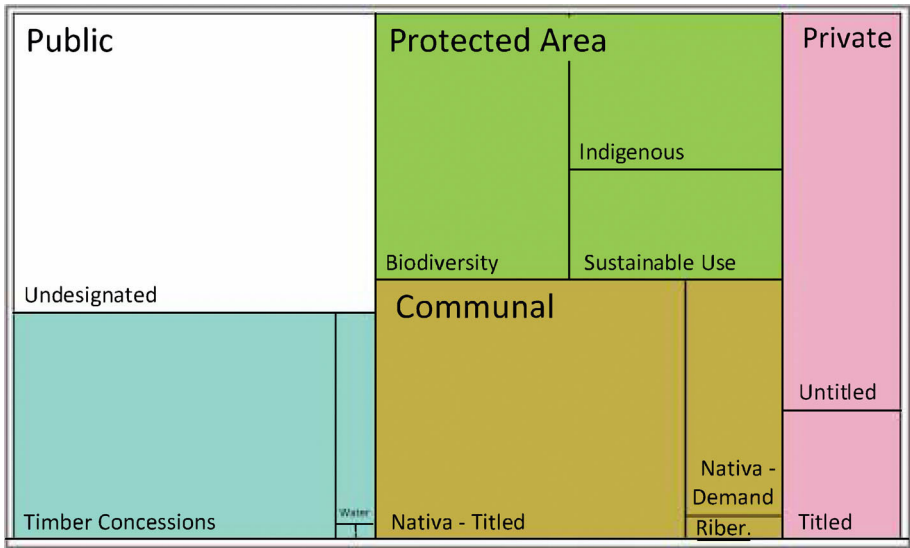 Public
Undesignated
Timber Concessions
Water
Protected Area
Biodiversity
Indigenous
Sustainable Use
Communal
Nativa - Titled
Nativa -
Demand
Riber.
Private
Untitled
Titled